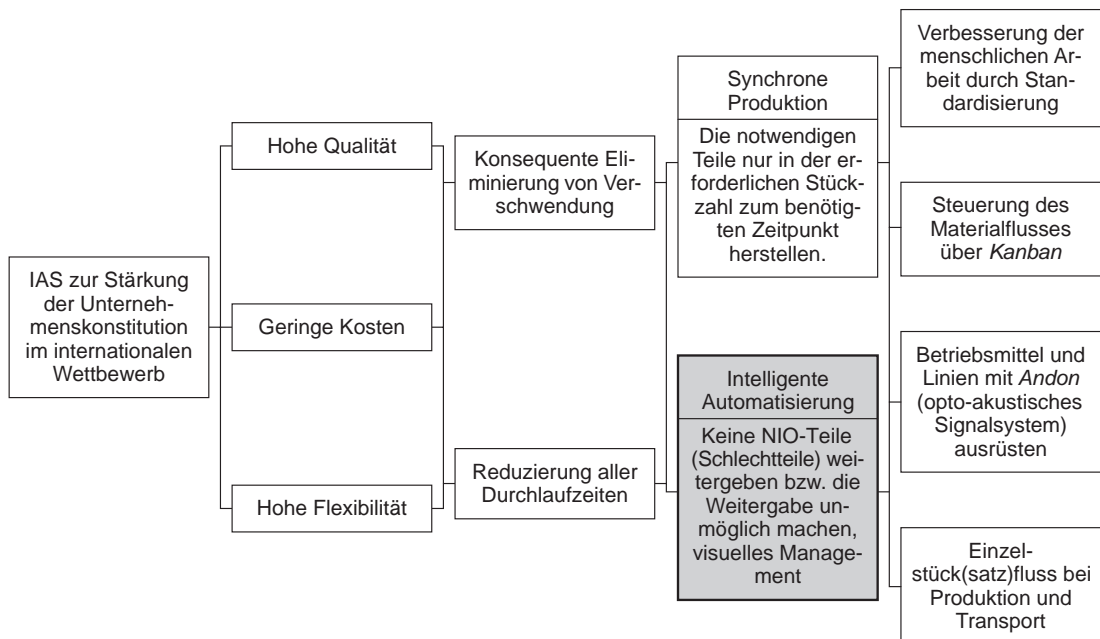 IAS zur Stärkung
der Unterneh-
menskonstitution
im internationalen
Wettbewerb
Hohe Qualität
Geringe Kosten
Hohe Flexibilität
Konsequente Eli-
minierung von Ver-
schwendung
Reduzierung aller
Durchlaufzeiten
Synchrone
Produktion
Die notwendigen
Teile nur in der er-
forderlichen Stück-
zahl zum benötig-
ten Zeitpunkt
herstellen.
Intelligente
Automatisierung
Keine NIO-Teile
(Schlechtteile) wei-
tergeben bzw. die
Weitergabe un-
möglich machen,
visuelles Manage-
ment
Verbesserung der
menschlichen Ar-
beit durch Stan-
dardisierung
Steuerung des
Materialflusses
über Kanban
Betriebsmittel und
Linien mit Andon
(opto-akustisches
Signalsystem)
ausrüsten
Einzel-
stück(satz)fluss bei
Produktion und
Transport